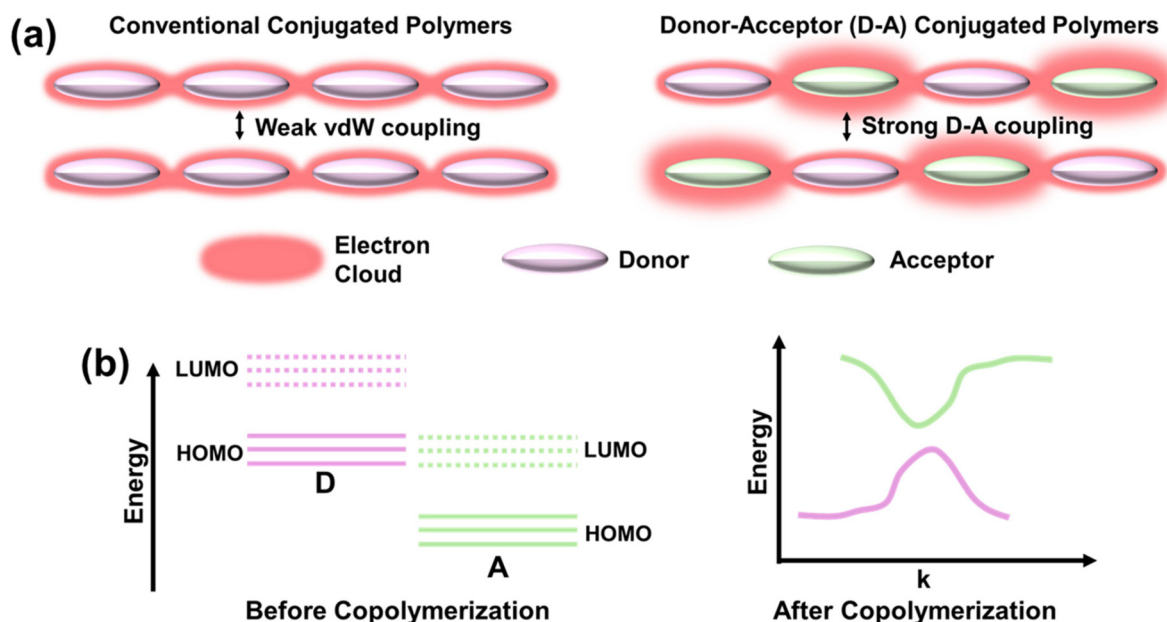 (a)
Conventional Conjugated Polymers
Donor-Acceptor (D-A) Conjugated Polymers
Weak vdW coupling
Strong D-A coupling
Electron
Cloud
Donor
Acceptor
(b)
Energy
LUMO
HOMO
D
LUMO
HOMO
A
Before Copolymerization
Energy
k
After Copolymerization